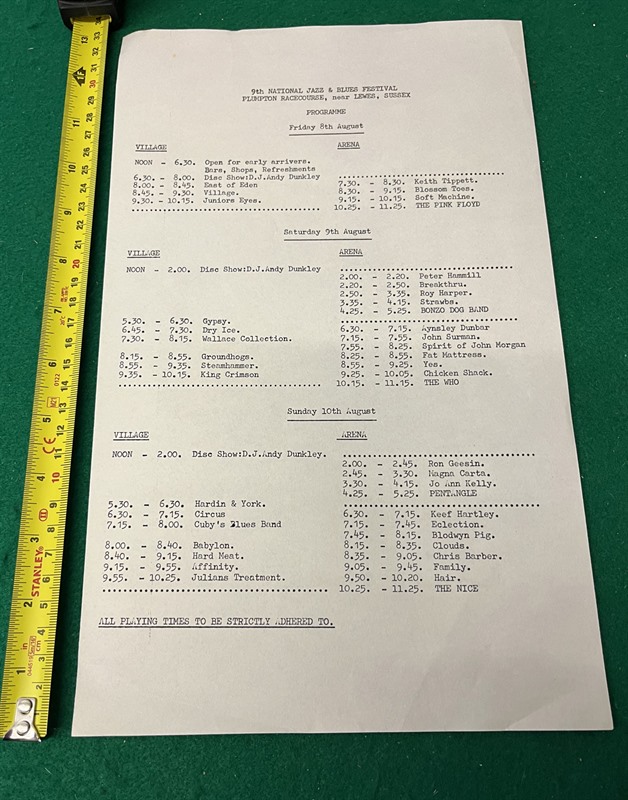 9th NATIONAL JAZZ & BLUES FESTIVAL
PLUMPTON RACECOURSE, near LEWES, SUSSEX
PROGRAMME
Friday 8th August
VILLAGE
NOON - 6.30. Open for early arrivers.
Bars, Shops, Refreshments
6.30. - 8.00. Disc Show:D.J.Andy Dunkley
8.00. - 8.45. East of Eden
8.45. - 9.30. Village.
9.30. - 10.15. Juniors Eyes.
ARENA
7.30. - 8.30. Keith Tippett.
8.30. - 9.15. Blossom Toes.
9.15. - 10.15. Soft Machine.
10.25. - 11.25. THE PINK FLOYD
Saturday 9th August
VILLAGE
NOON - 2.00. Disc Show:D.J.Andy Dunkley
5.30. - 6.30. Gypsy.
6.45. - 7.30. Dry Ice.
7.30. - 8.15. Wallace Collection.
8.15. - 8.55. Groundhogs.
8.55. - 9.35. Steamhammer.
9.35. - 10.15. King Crimson
ARENA
2.00. - 2.20. Peter Hammill
2.20. - 2.50. Breakthru.
2.50. - 3.35. Roy Harper.
3.35. - 4.15. Strawbs.
4.25. - 5.25. BONZO DOG BAND
6.30. - 7.15. Aynsley Dunbar
7.15. - 7.55. John Surman.
7.55. - 8.25. Spirit of John Morgan
8.25. - 8.55. Fat Mattress.
8.55. - 9.25. Yes.
9.25. - 10.05. Chicken Shack.
10.15. - 11.15. THE WHO
Sunday 10th August
VILLAGE
NOON - 2.00. Disc Show:D.J.Andy Dunkley.
5.30. - 6.30. Hardin & York.
6.30. - 7.15. Circus
7.15. - 8.00. Cuby's Blues Band
8.00. - 8.40. Babylon.
8.40. - 9.15. Hard Meat.
9.15. - 9.55. Affinity.
9.55. - 10.25. Julians Treatment.
ARENA
2.00. - 2.45. Ron Geesin.
2.45. - 3.30. Magna Carta.
3.30. - 4.15. Jo Ann Kelly.
4.25. - 5.25. PENTANGLE
6.30. - 7.15. Keef Hartley.
7.15. - 7.45. Eclection.
7.45. - 8.15. Blodwyn Pig.
8.15. - 8.35. Clouds.
8.35. - 9.05. Chris Barber.
9.05. - 9.45. Family.
9.50. - 10.20. Hair.
10.25. - 11.25. THE NICE
ALL PLAYING TIMES TO BE STRICTLY ADHERED TO.
STANLEY
in
cm